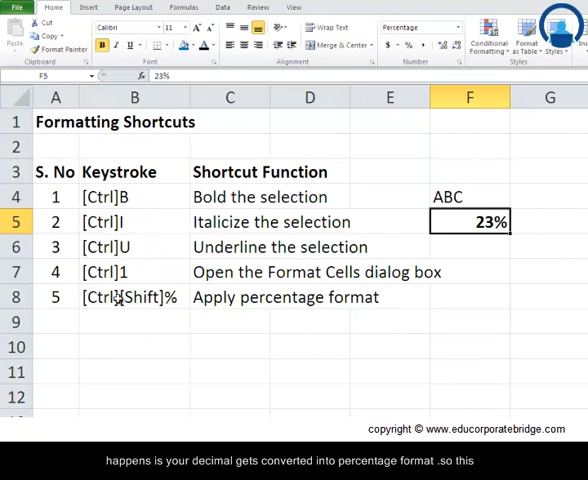 File Home Insert Page Layout Formulas Data Review View
Cut
Copy
Format Painter
Paste
Clipboard
Calibri 11
B I U
Font
Wrap Text
Merge & Center
Alignment
Percentage
$ % ,
Number
Conditional Formatting
Format as Table
Cell Styles
F5 fx 23%
A B C D E F G
1 Formatting Shortcuts
2
3 S. No Keystroke Shortcut Function
4 1 [Ctrl]B Bold the selection ABC
5 2 [Ctrl]I Italicize the selection 23%
6 3 [Ctrl]U Underline the selection
7 4 [Ctrl]1 Open the Format Cells dialog box
8 5 [Ctrl][Shift]% Apply percentage format
9
10
11
12
copyright © www.educorporatebridge.com
happens is your decimal gets converted into percentage format .so this